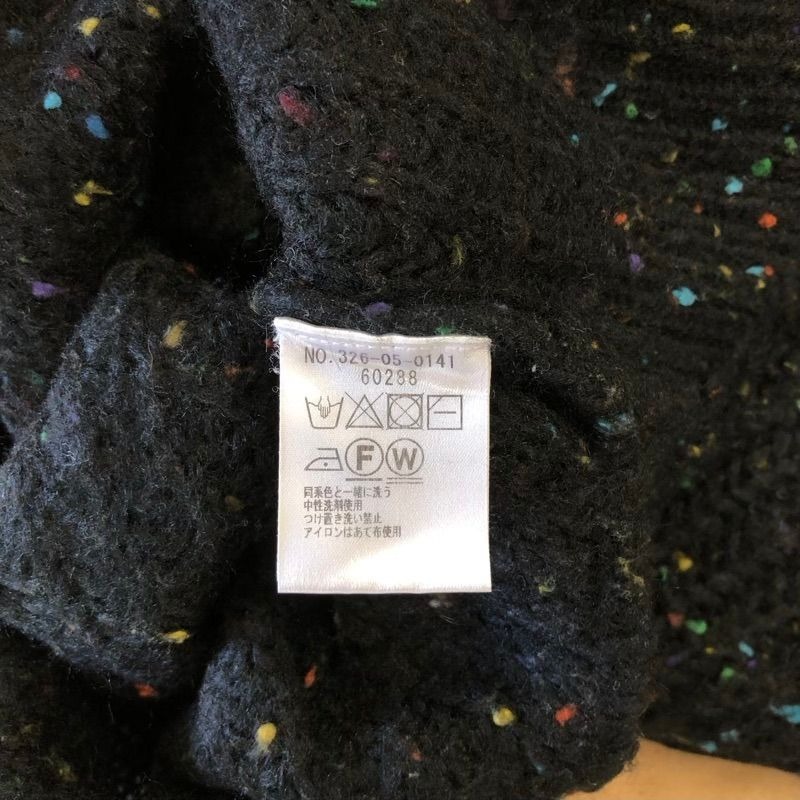 NO.326-05-0141
60288
F W
同系色と一緒に洗う
中性洗剤使用
つけ置き洗い禁止
アイロンはあて布使用